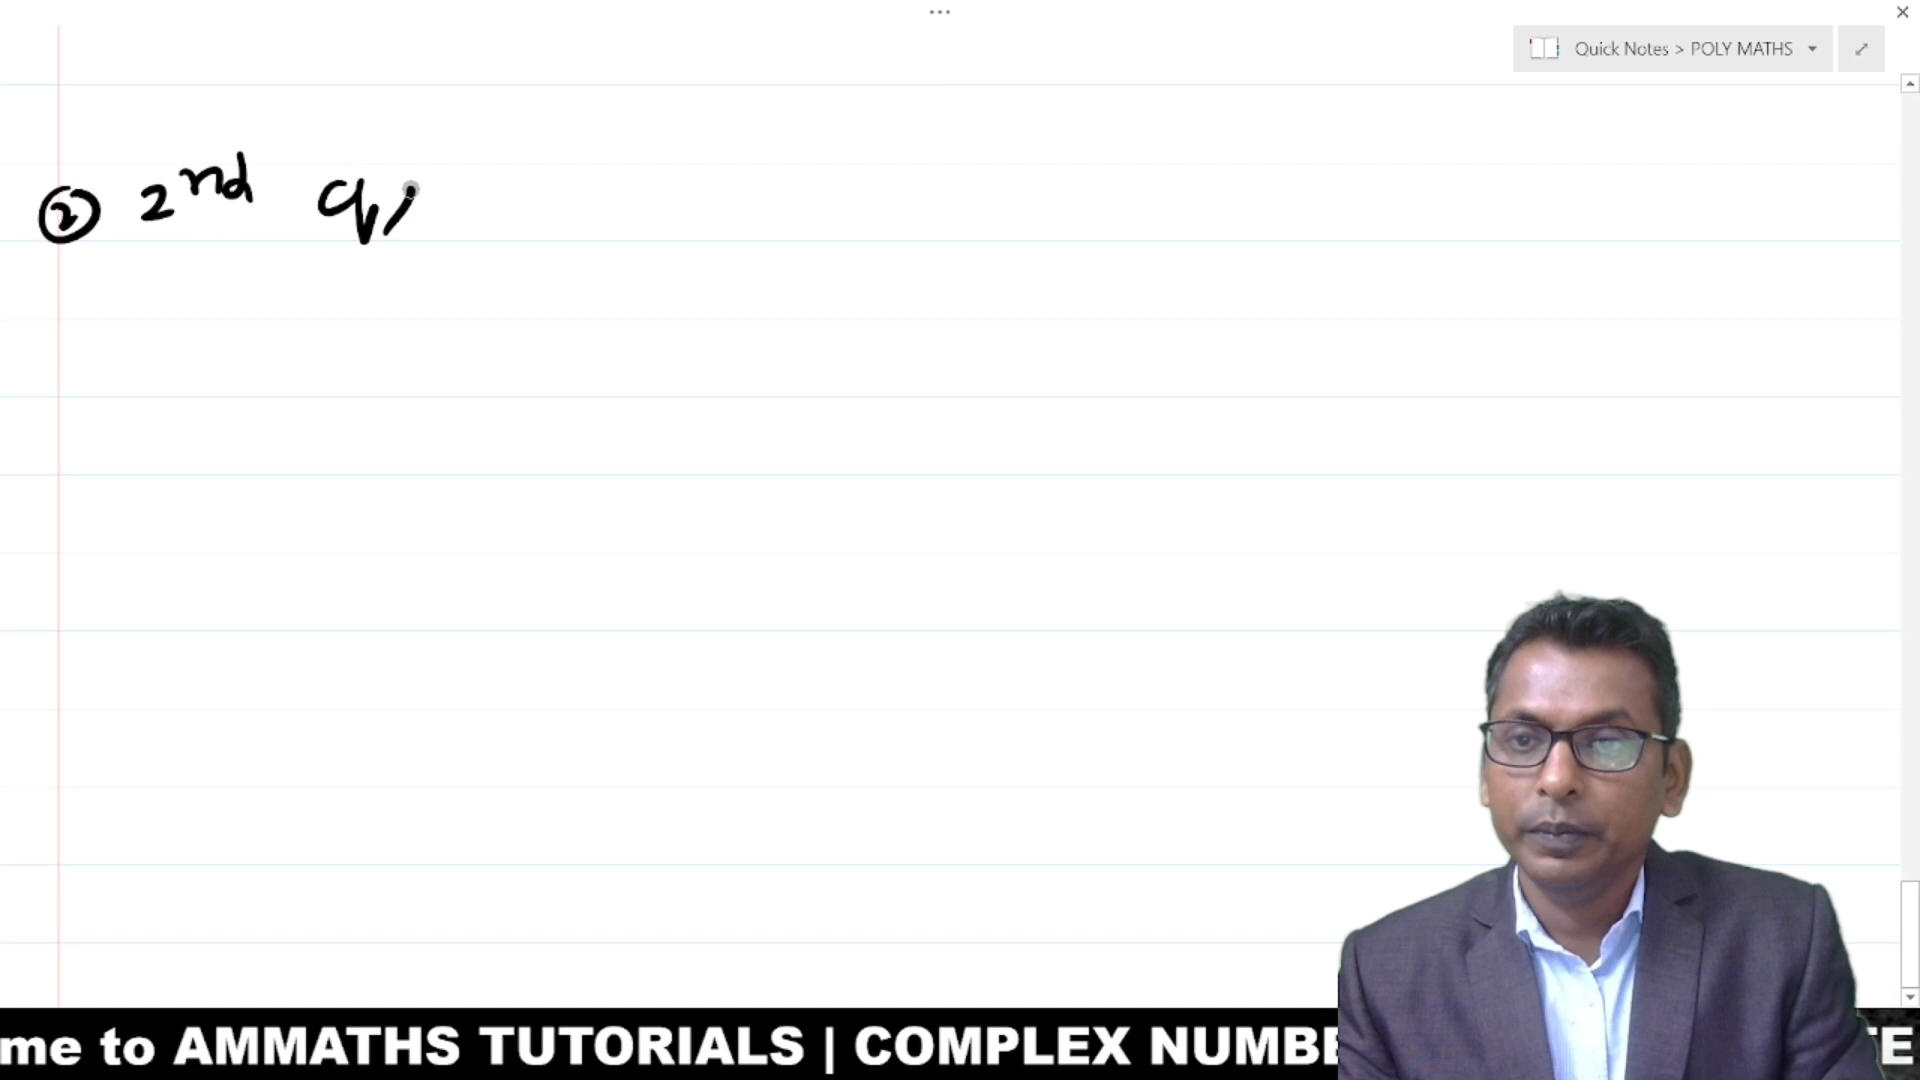 Quick Notes > POLY MATHS
② 2nd q
me to AMMATHS TUTORIALS | COMPLEX NUMBE TE